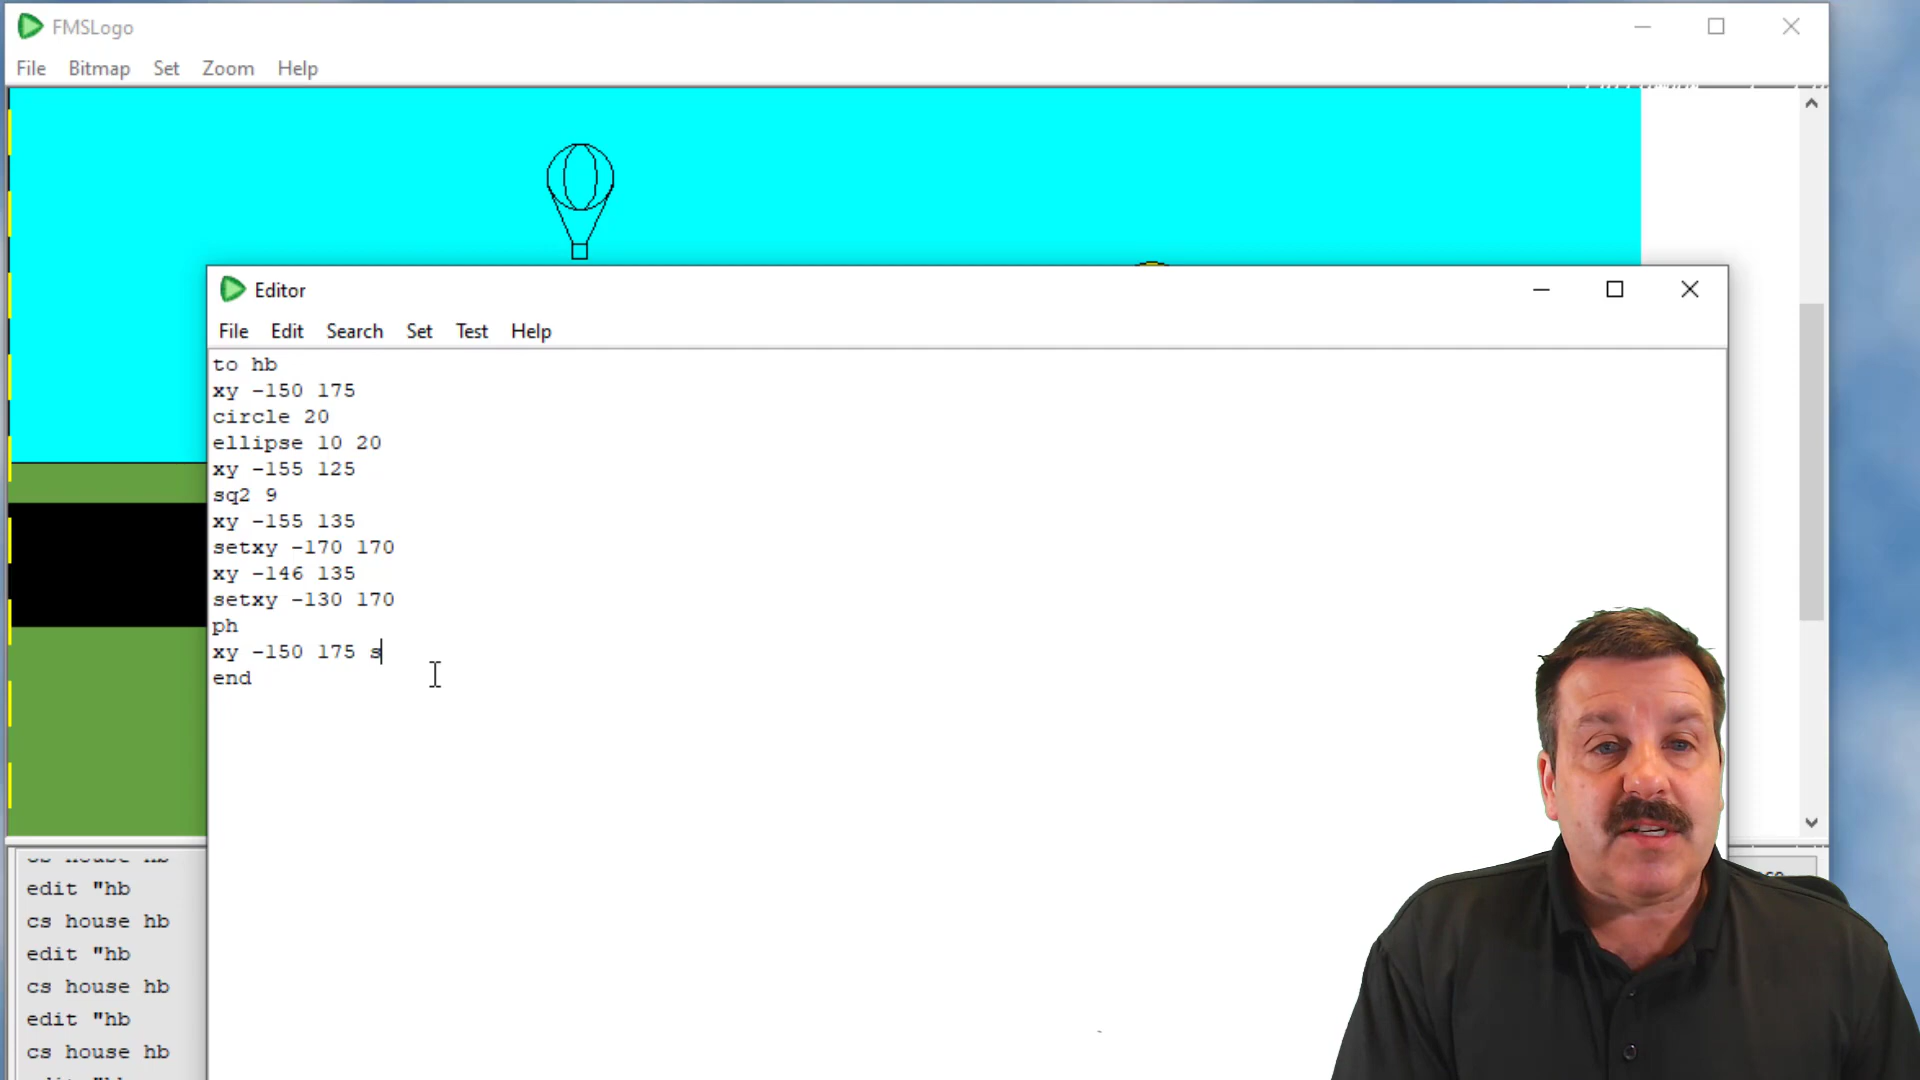 FMSLogo
File Bitmap Set Zoom Help
Editor
File Edit Search Set Test Help
to hb
xy -150 175
circle 20
ellipse 10 20
xy -155 125
sq2 9
xy -155 135
setxy -170 170
xy -146 135
setxy -130 170
ph
xy -150 175 s
end
cs house hb
edit "hb
cs house hb
edit "hb
cs house hb
edit "hb
cs house hb